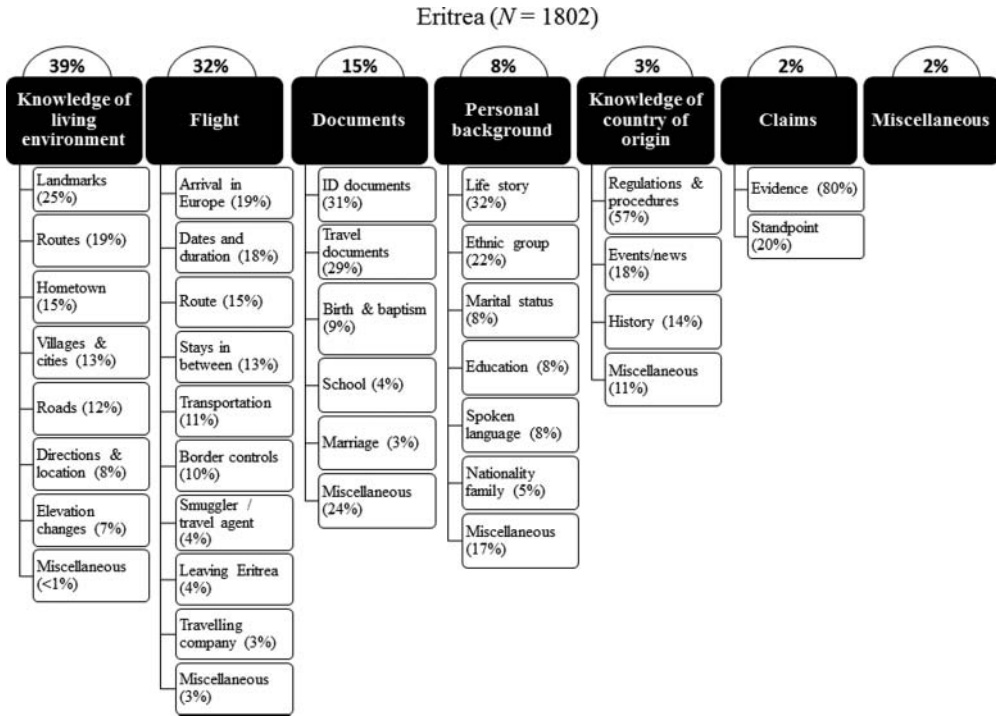 Eritrea (N = 1802)
39%
Knowledge of
living
environment
Landmarks
(25%)
Routes (19%)
Hometown
(15%)
Villages &
cities (13%)
Roads (12%)
Directions &
location (8%)
Elevation
changes (7%)
Miscellaneous
(<1%)
32%
Flight
Arrival in
Europe (19%)
Dates and
duration (18%)
Route (15%)
Stays in
between (13%)
Transportation
(11%)
Border controls
(10%)
Smuggler /
travel agent
(4%)
Leaving Eritrea
(4%)
Travelling
company (3%)
Miscellaneous
(3%)
15%
Documents
ID documents
(31%)
Travel
documents
(29%)
Birth & baptism
(9%)
School (4%)
Marriage (3%)
Miscellaneous
(24%)
8%
Personal
background
Life story
(32%)
Ethnic group
(22%)
Marital status
(8%)
Education (8%)
Spoken
language (8%)
Nationality
family (5%)
Miscellaneous
(17%)
3%
Knowledge of
country of
origin
Regulations &
procedures
(57%)
Events/news
(18%)
History (14%)
Miscellaneous
(11%)
2%
Claims
Evidence (80%)
Standpoint
(20%)
2%
Miscellaneous